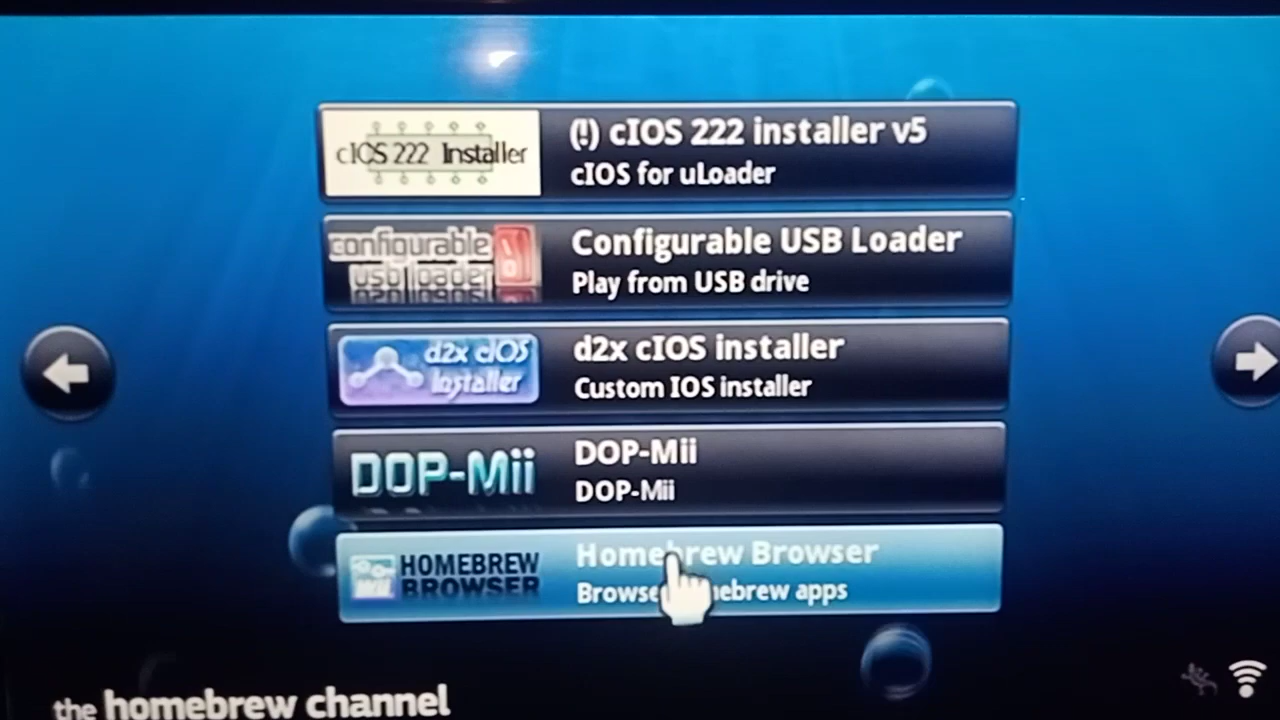 cIOS 222 Installer
(!) cIOS 222 installer v5
cIOS for uLoader
configurable
usb loader
Configurable USB Loader
Play from USB drive
d2x cIOS
Installer
d2x cIOS installer
Custom IOS installer
DOP-Mii
DOP-Mii
DOP-Mii
HOMEBREW
BROWSER
Homebrew Browser
Browse homebrew apps
the homebrew channel